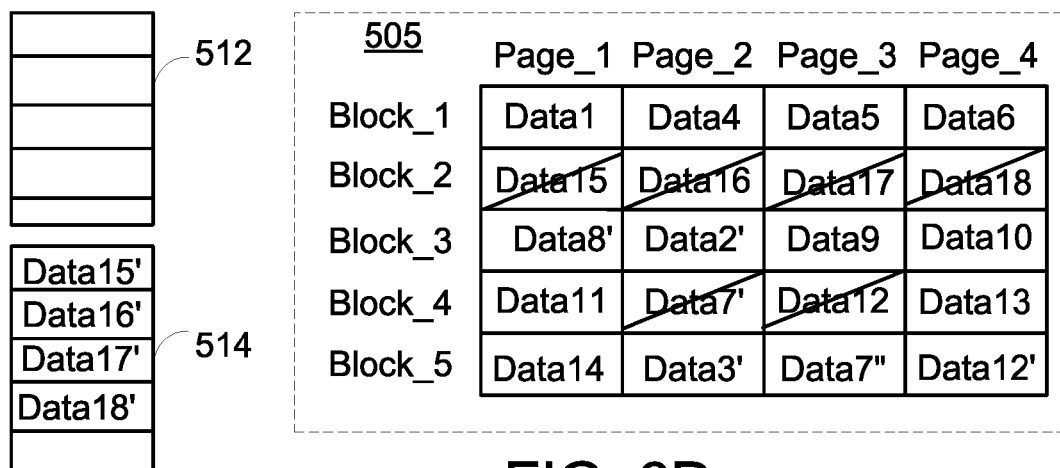 512
505
Page_1 Page_2 Page_3 Page_4
Block_1 Data1 Data4 Data5 Data6
Block_2 Data15 Data16 Data17 Data18
Block_3 Data8' Data2' Data9 Data10
Block_4 Data11 Data7' Data12 Data13
Block_5 Data14 Data3' Data7" Data12'
Data15'
Data16'
Data17'
Data18'
514